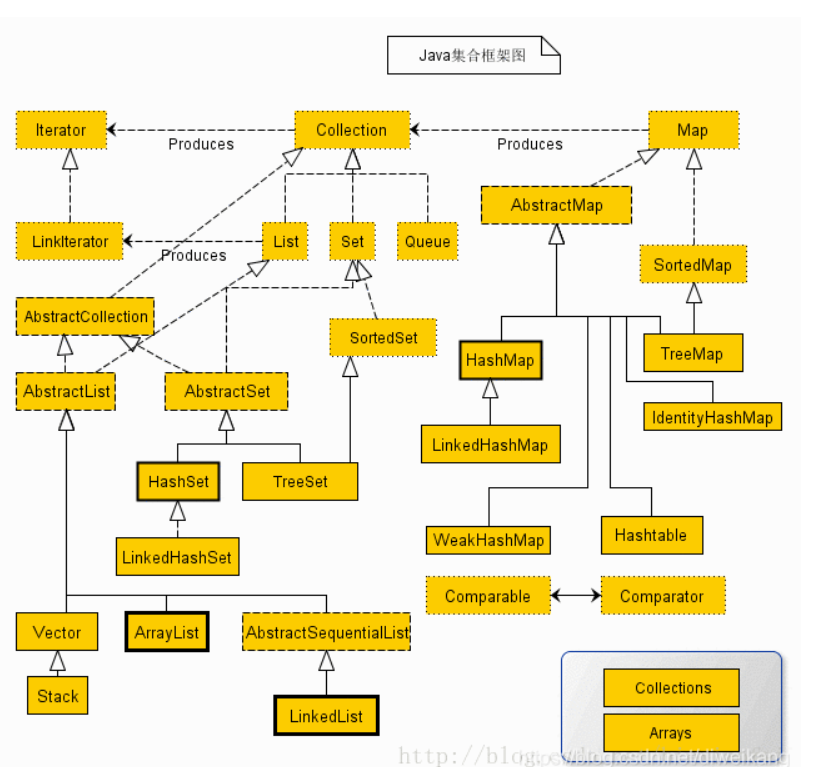 Java集合框架图
Iterator
Produces
Collection
Produces
Map
AbstractMap
LinkIterator
Produces
List
Set
Queue
SortedMap
AbstractCollection
SortedSet
HashMap
TreeMap
AbstractList
AbstractSet
IdentityHashMap
LinkedHashMap
HashSet
TreeSet
WeakHashMap
Hashtable
LinkedHashSet
Comparable
Comparator
Vector
ArrayList
AbstractSequentialList
Stack
LinkedList
Collections
Arrays
http://blog.csdn.net/diweikang